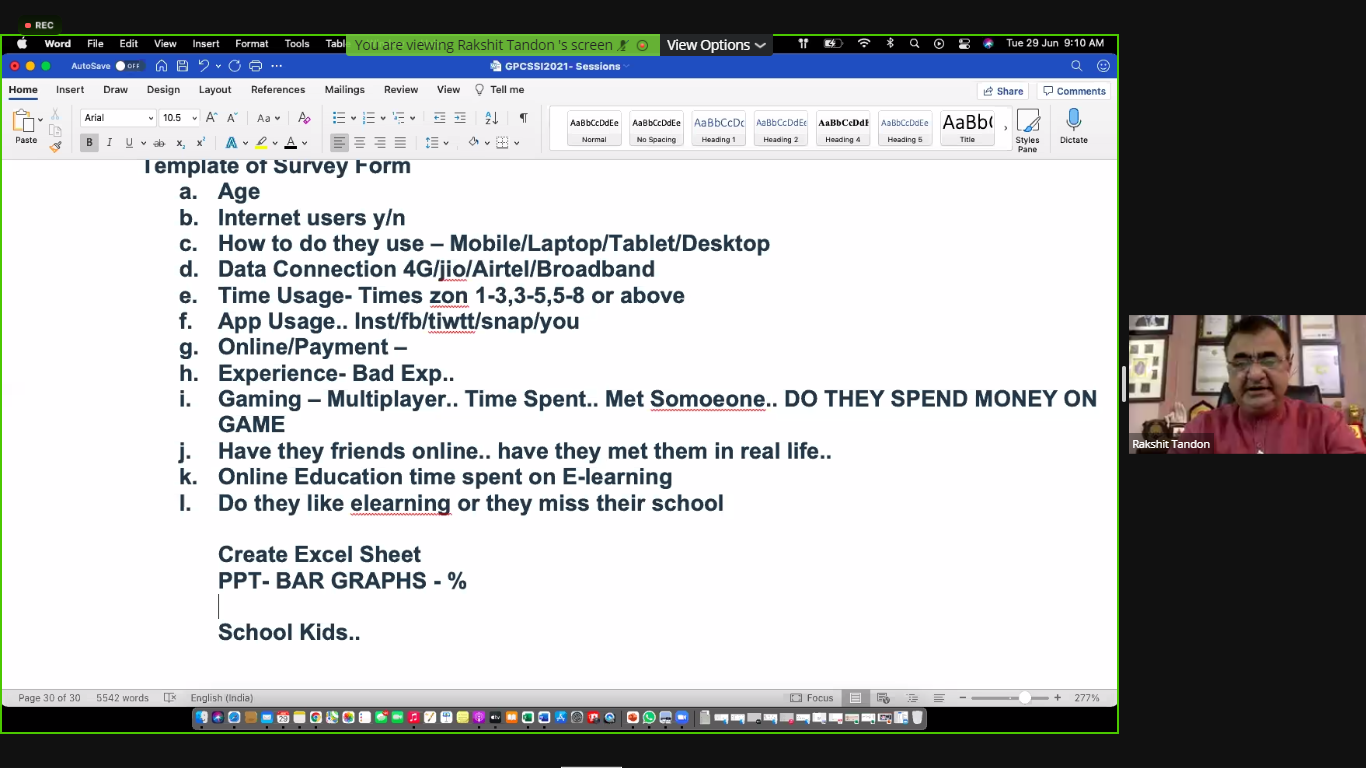 REC
Word File Edit View Insert Format Tools Tabl
You are viewing Rakshit Tandon 's screen
View Options
Tue 29 Jun 9:10 AM
AutoSave OFF
GPCSSI2021- Sessions
Home Insert Draw Design Layout References Mailings Review View Tell me
Share Comments
Paste
Arial 10.5
AaBbCcDdEe Normal
AaBbCcDdEe No Spacing
AaBbCcDc Heading 1
AaBbCcDdEe Heading 2
AaBbCcDdE Heading 4
AaBbCcDdEe Heading 5
AaBb( Title
Styles Pane
Dictate
Template of Survey Form
a. Age
b. Internet users y/n
c. How to do they use – Mobile/Laptop/Tablet/Desktop
d. Data Connection 4G/jio/Airtel/Broadband
e. Time Usage- Times zon 1-3,3-5,5-8 or above
f. App Usage.. Inst/fb/tiwtt/snap/you
g. Online/Payment –
h. Experience- Bad Exp..
i. Gaming – Multiplayer.. Time Spent.. Met Somoeone.. DO THEY SPEND MONEY ON
GAME
j. Have they friends online.. have they met them in real life..
k. Online Education time spent on E-learning
l. Do they like elearning or they miss their school
Create Excel Sheet
PPT- BAR GRAPHS - %
School Kids..
Rakshit Tandon
Page 30 of 30 5542 words English (India) Focus 277%